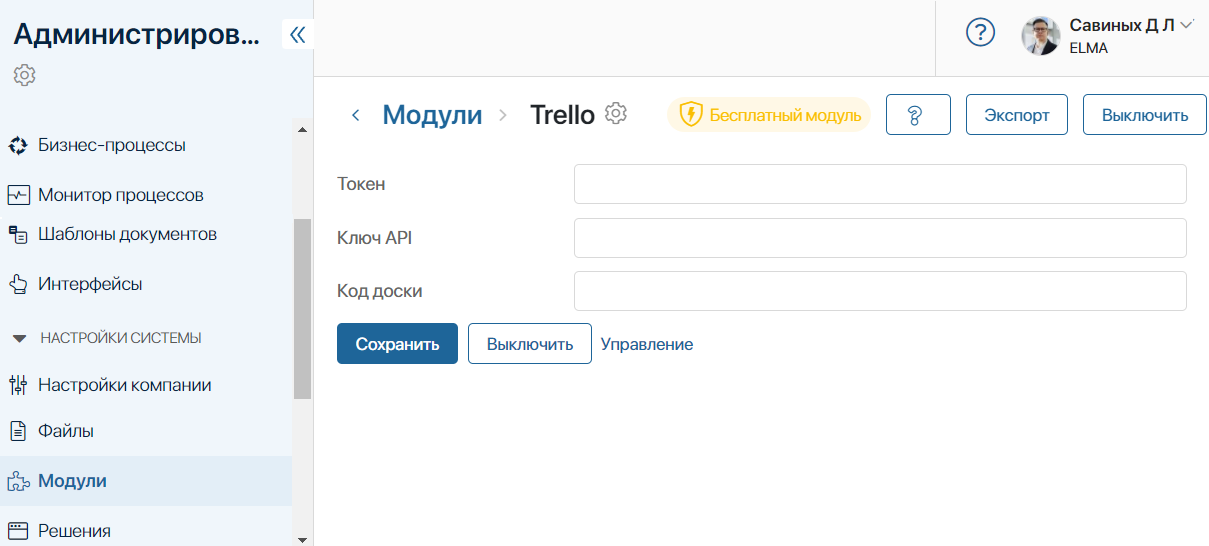 Администриров...
Савиных Д Л
ELMA
Бизнес-процессы
Монитор процессов
Шаблоны документов
Интерфейсы
НАСТРОЙКИ СИСТЕМЫ
Настройки компании
Файлы
Модули
Решения
Модули Trello Бесплатный модуль ? Экспорт Выключить
Токен
Ключ API
Код доски
Сохранить Выключить Управление